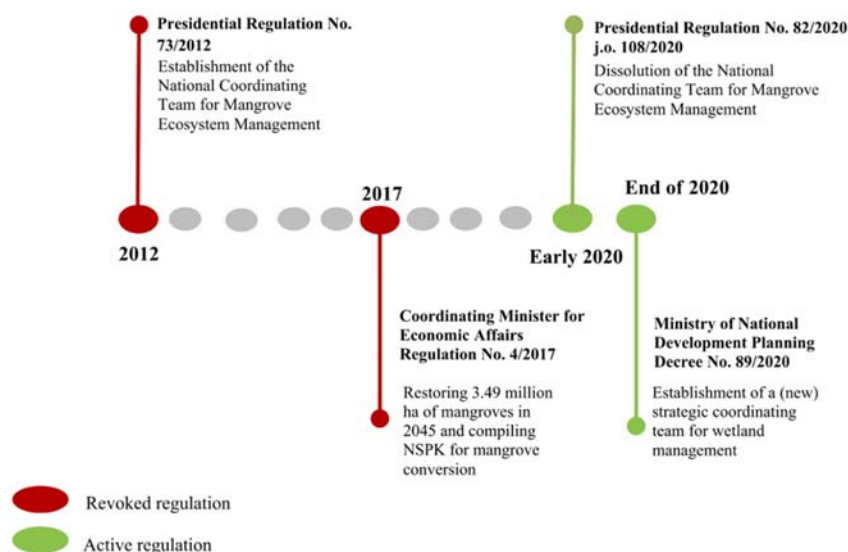 Presidential Regulation No.
73/2012
Establishment of the
National Coordinating
Team for Mangrove
Ecosystem Management
Presidential Regulation No. 82/2020
j.o. 108/2020
Dissolution of the National
Coordinating Team for Mangrove
Ecosystem Management
2012
2017
Early 2020
End of 2020
Coordinating Minister for
Economic Affairs
Regulation No. 4/2017
Restoring 3.49 million
ha of mangroves in
2045 and compiling
NSPK for mangrove
conversion
Ministry of National
Development Planning
Decree No. 89/2020
Establishment of a (new)
strategic coordinating
team for wetland
management
Revoked regulation
Active regulation